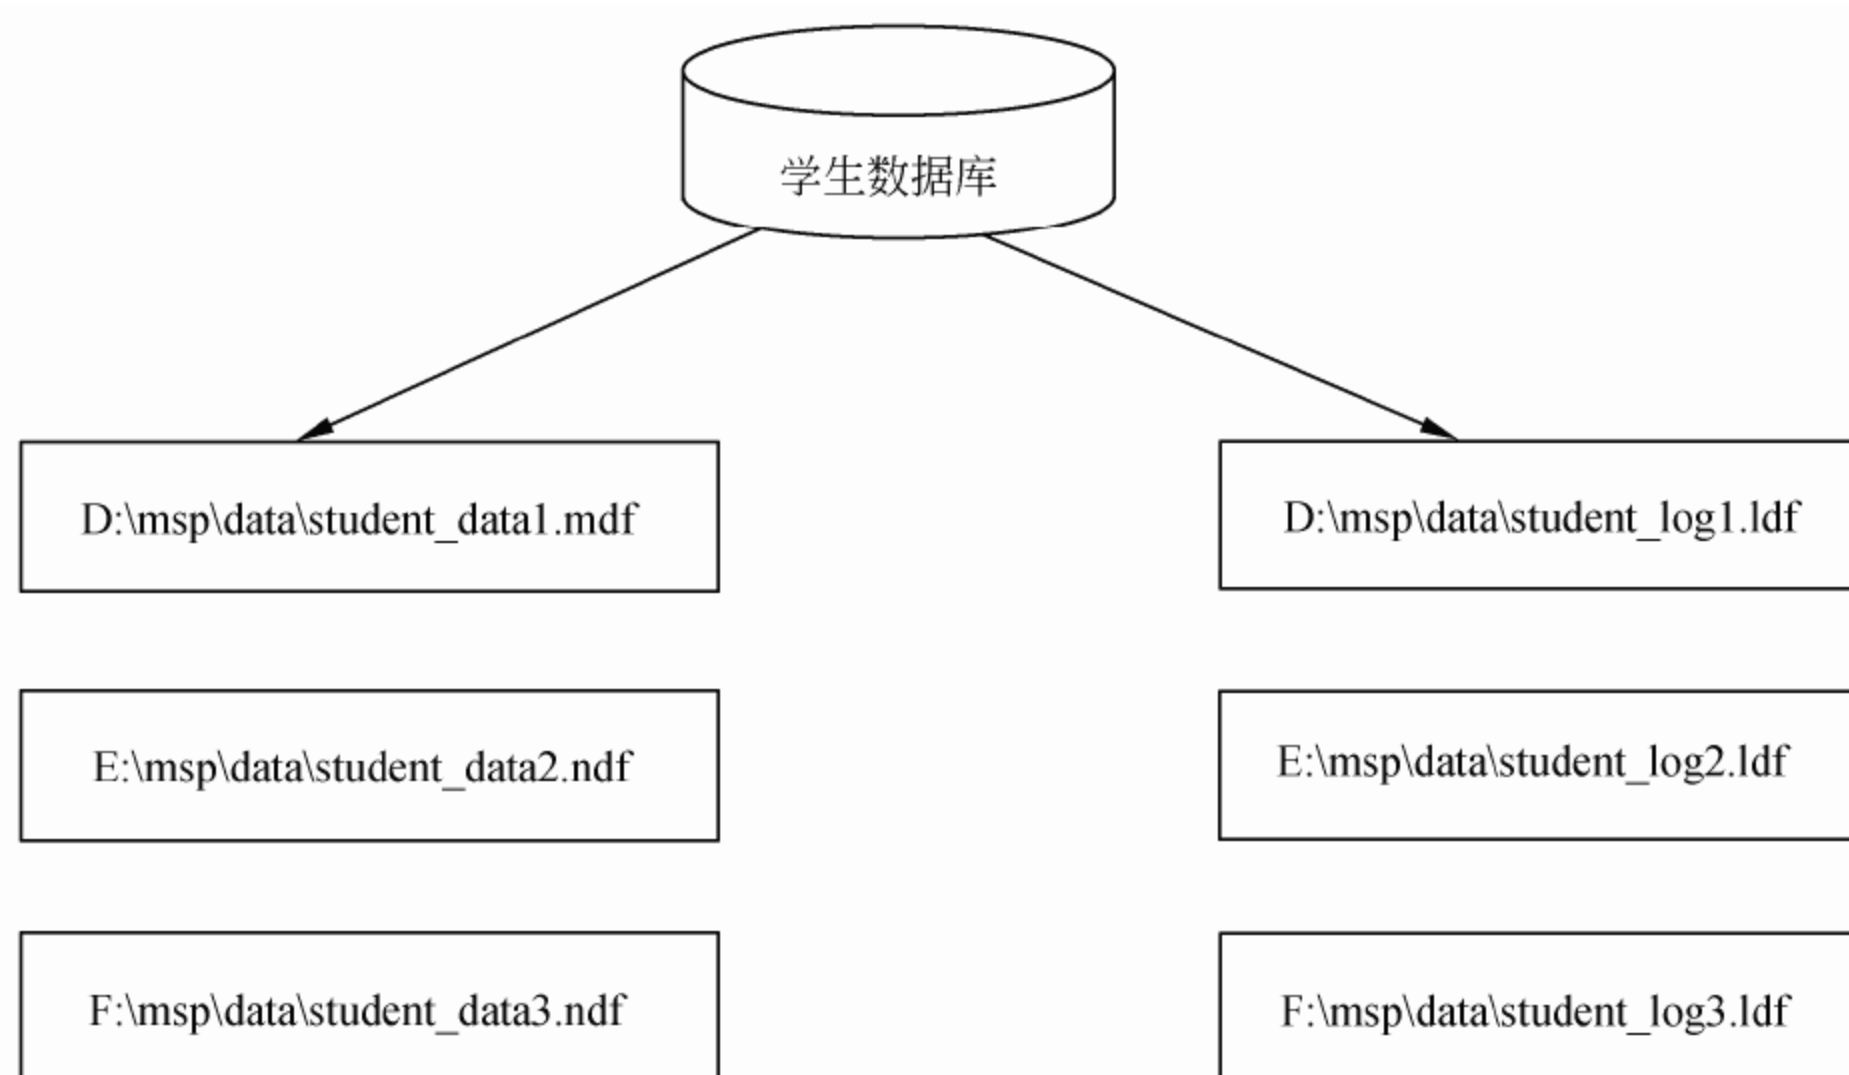 学生数据库
D:\msp\data\student_data1.mdf
D:\msp\data\student_log1.ldf
E:\msp\data\student_data2.ndf
E:\msp\data\student_log2.ldf
F:\msp\data\student_data3.ndf
F:\msp\data\student_log3.ldf